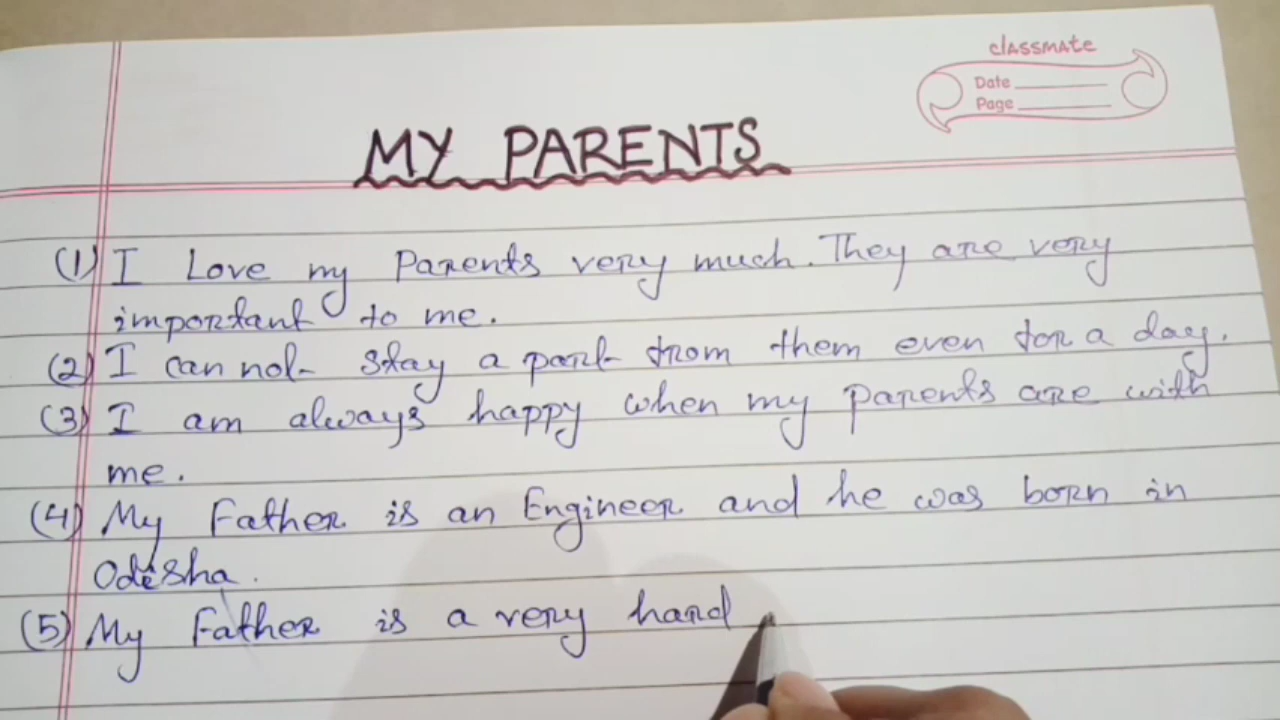 classmate
Date
Page
MY PARENTS
(1) I Love my Parents very much. They are very
important to me.
(2) I can not stay a part from them even for a day.
(3) I am always happy when my parents are with
me.
(4) My Father is an Engineer and he was born in
Odesha.
(5) My Father is a very hard